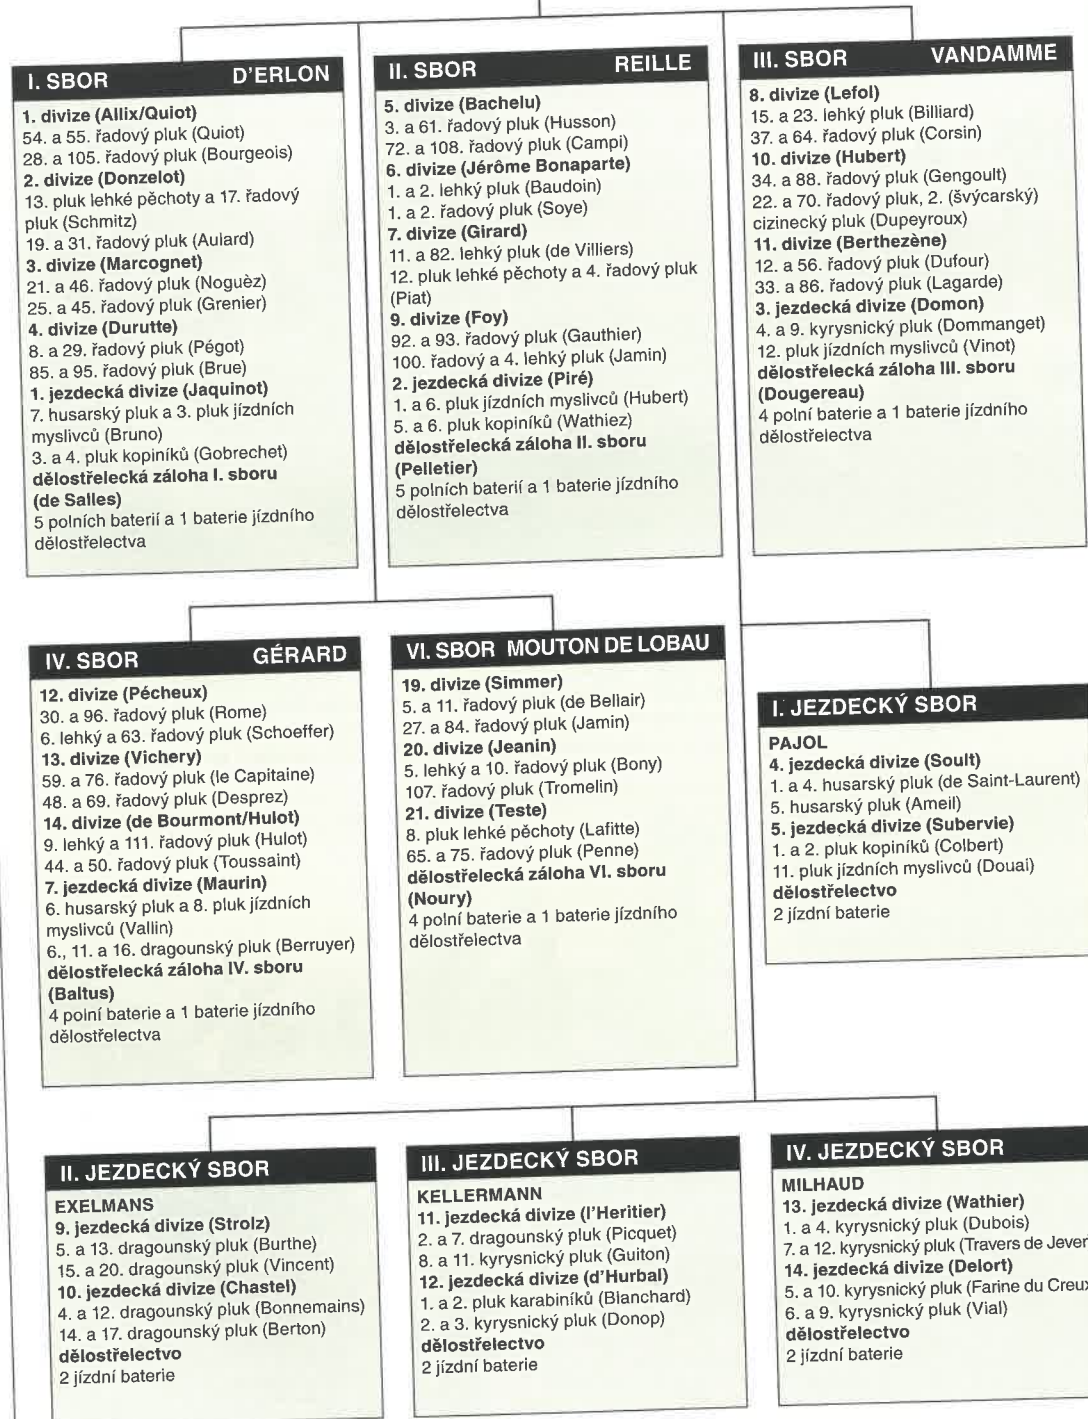 I. SBOR D'ERLON
1. divize (Allix/Quiot)
54. a 55. řadový pluk (Quiot)
28. a 105. řadový pluk (Bourgeois)
2. divize (Donzelot)
13. pluk lehké pěchoty a 17. řadový
pluk (Schmitz)
19. a 31. řadový pluk (Aulard)
3. divize (Marcognet)
21. a 46. řadový pluk (Noguèz)
25. a 45. řadový pluk (Grenier)
4. divize (Durutte)
8. a 29. řadový pluk (Pégot)
85. a 95. řadový pluk (Brue)
1. jezdecká divize (Jaquinot)
7. husarský pluk a 3. pluk jízdních
myslivců (Bruno)
3. a 4. pluk kopiníků (Gobrechet)
dělostřelecká záloha I. sboru
(de Salles)
5 polních baterií a 1 baterie jízdního
dělostřelectva
II. SBOR REILLE
5. divize (Bachelu)
3. a 61. řadový pluk (Husson)
72. a 108. řadový pluk (Campi)
6. divize (Jérôme Bonaparte)
1. a 2. lehký pluk (Baudoin)
1. a 2. řadový pluk (Soye)
7. divize (Girard)
11. a 82. lehký pluk (de Villiers)
12. pluk lehké pěchoty a 4. řadový pluk
(Piat)
9. divize (Foy)
92. a 93. řadový pluk (Gauthier)
100. řadový a 4. lehký pluk (Jamin)
2. jezdecká divize (Piré)
1. a 6. pluk jízdních myslivců (Hubert)
5. a 6. pluk kopiníků (Wathiez)
dělostřelecká záloha II. sboru
(Pelletier)
5 polních baterií a 1 baterie jízdního
dělostřelectva
III. SBOR VANDAMME
8. divize (Lefol)
15. a 23. lehký pluk (Billiard)
37. a 64. řadový pluk (Corsin)
10. divize (Hubert)
34. a 88. řadový pluk (Gengoult)
22. a 70. řadový pluk, 2. (švýcarský)
cizinecký pluk (Dupeyroux)
11. divize (Berthezène)
12. a 56. řadový pluk (Dufour)
33. a 86. řadový pluk (Lagarde)
3. jezdecká divize (Domon)
4. a 9. kyrysnický pluk (Dommanget)
12. pluk jízdních myslivců (Vinot)
dělostřelecká záloha III. sboru
(Dougereau)
4 polní baterie a 1 baterie jízdního
dělostřelectva
IV. SBOR GÉRARD
12. divize (Pécheux)
30. a 96. řadový pluk (Rome)
6. lehký a 63. řadový pluk (Schoeffer)
13. divize (Vichery)
59. a 76. řadový pluk (le Capitaine)
48. a 69. řadový pluk (Desprez)
14. divize (de Bourmont/Hulot)
9. lehký a 111. řadový pluk (Hulot)
44. a 50. řadový pluk (Toussaint)
7. jezdecká divize (Maurin)
6. husarský pluk a 8. pluk jízdních
myslivců (Vallin)
6., 11. a 16. dragounský pluk (Berruyer)
dělostřelecká záloha IV. sboru
(Baltus)
4 polní baterie a 1 baterie jízdního
dělostřelectva
VI. SBOR MOUTON DE LOBAU
19. divize (Simmer)
5. a 11. řadový pluk (de Bellair)
27. a 84. řadový pluk (Jamin)
20. divize (Jeanin)
5. lehký a 10. řadový pluk (Bony)
107. řadový pluk (Tromelin)
21. divize (Teste)
8. pluk lehké pěchoty (Lafitte)
65. a 75. řadový pluk (Penne)
dělostřelecká záloha VI. sboru
(Noury)
4 polní baterie a 1 baterie jízdního
dělostřelectva
I. JEZDECKÝ SBOR
PAJOL
4. jezdecká divize (Soult)
1. a 4. husarský pluk (de Saint-Laurent)
5. husarský pluk (Ameil)
5. jezdecká divize (Subervie)
1. a 2. pluk kopiníků (Colbert)
11. pluk jízdních myslivců (Douai)
dělostřelectvo
2 jízdní baterie
II. JEZDECKÝ SBOR
EXELMANS
9. jezdecká divize (Strolz)
5. a 13. dragounský pluk (Burthe)
15. a 20. dragounský pluk (Vincent)
10. jezdecká divize (Chastel)
4. a 12. dragounský pluk (Bonnemains)
14. a 17. dragounský pluk (Berton)
dělostřelectvo
2 jízdní baterie
III. JEZDECKÝ SBOR
KELLERMANN
11. jezdecká divize (l'Heritier)
2. a 7. dragounský pluk (Picquet)
8. a 11. kyrysnický pluk (Guiton)
12. jezdecká divize (d'Hurbal)
1. a 2. pluk karabiníků (Blanchard)
2. a 3. kyrysnický pluk (Donop)
dělostřelectvo
2 jízdní baterie
IV. JEZDECKÝ SBOR
MILHAUD
13. jezdecká divize (Wathier)
1. a 4. kyrysnický pluk (Dubois)
7. a 12. kyrysnický pluk (Travers de Jever
14. jezdecká divize (Delort)
5. a 10. kyrysnický pluk (Farine du Creux
6. a 9. kyrysnický pluk (Vial)
dělostřelectvo
2 jízdní baterie